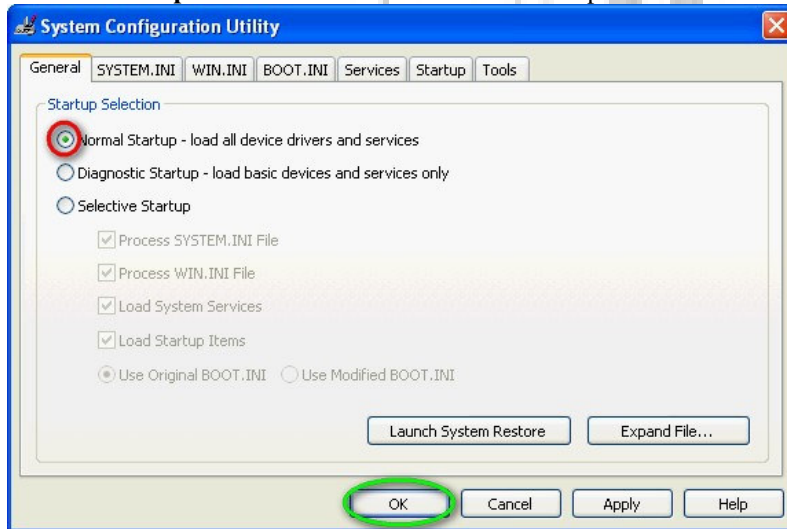 System Configuration Utility
General SYSTEM.INI WIN.INI BOOT.INI Services Startup Tools
Startup Selection
Normal Startup - load all device drivers and services
Diagnostic Startup - load basic devices and services only
Selective Startup
Process SYSTEM.INI File
Process WIN.INI File
Load System Services
Load Startup Items
Use Original BOOT.INI Use Modified BOOT.INI
Launch System Restore Expand File...
OK Cancel Apply Help